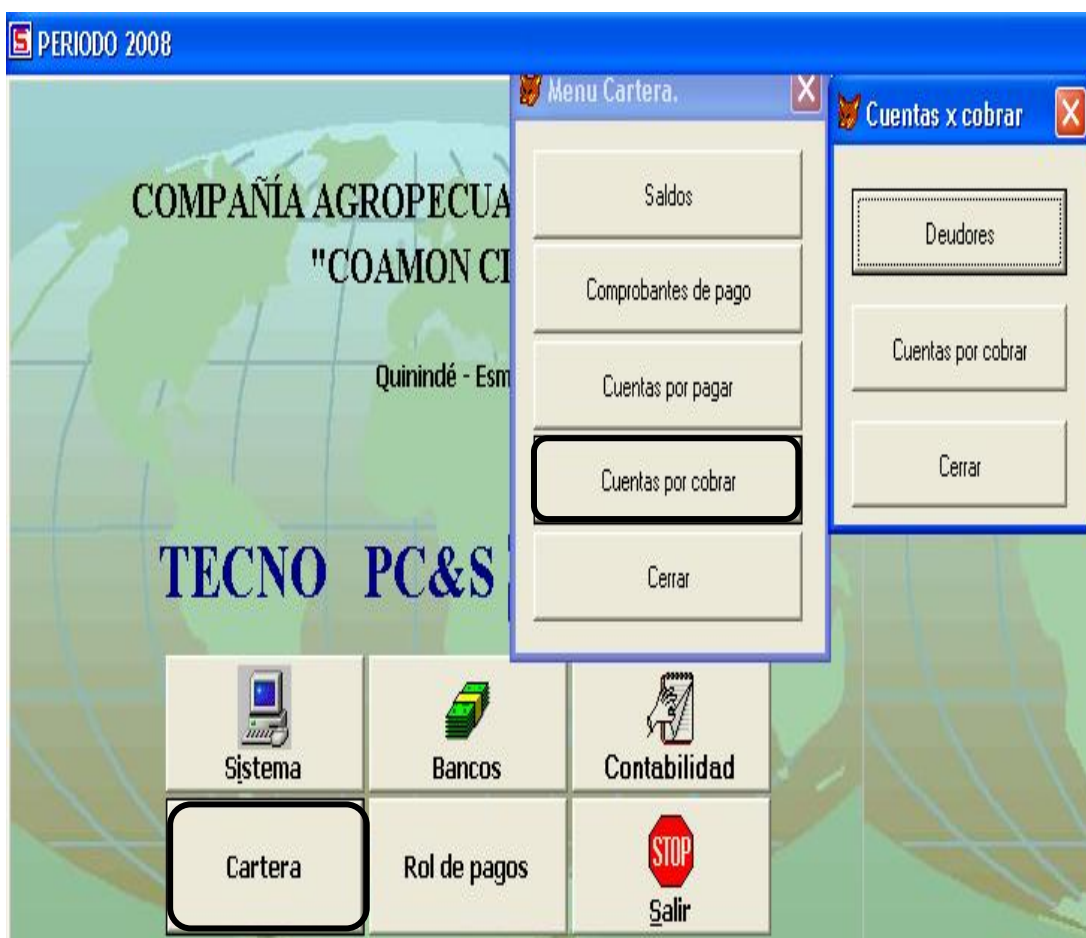 PERIODO 2008
COMPAÑÍA AGROPECUA
"COAMON CI
Quinindé - Esm
TECNO PC&S
Menu Cartera.
Saldos
Comprobantes de pago
Cuentas por pagar
Cuentas por cobrar
Cerrar
Cuentas x cobrar
Deudores
Cuentas por cobrar
Cerrar
Sistema
Bancos
Contabilidad
Cartera
Rol de pagos
STOP
Salir